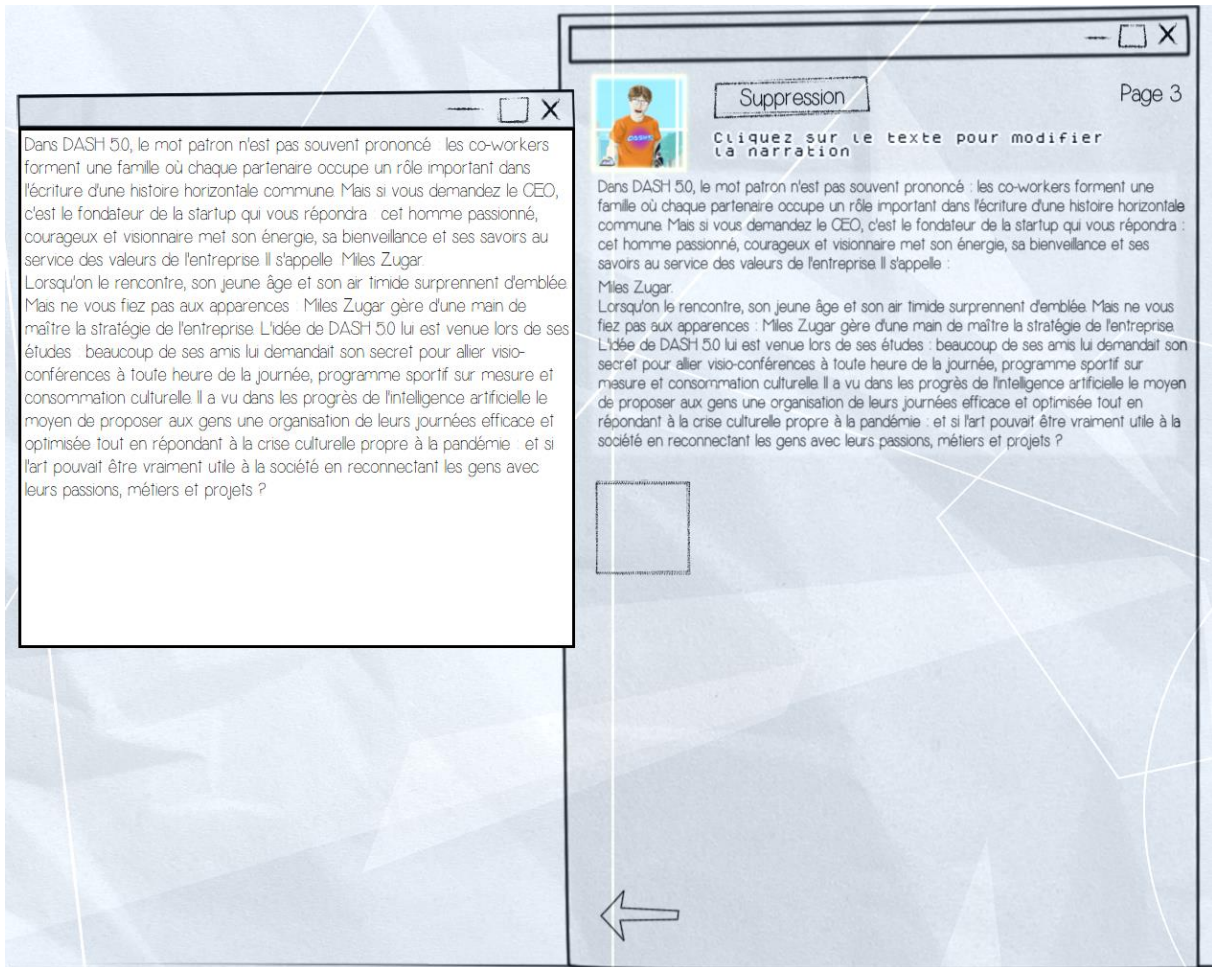 Dans DASH 5.0, le mot patron n'est pas souvent prononcé : les co-workers
forment une famille où chaque partenaire occupe un rôle important dans
l'écriture d'une histoire horizontale commune. Mais si vous demandez le CEO,
c'est le fondateur de la startup qui vous répondra : cet homme passionné,
courageux et visionnaire met son énergie, sa bienveillance et ses savoirs au
service des valeurs de l'entreprise. Il s'appelle Miles Zugar.
Lorsqu'on le rencontre, son jeune âge et son air timide surprennent d'emblée.
Mais ne vous fiez pas aux apparences : Miles Zugar gère d'une main de
maître la stratégie de l'entreprise. L'idée de DASH 5.0 lui est venue lors de ses
études : beaucoup de ses amis lui demandait son secret pour allier visio-
conférences à toute heure de la journée, programme sportif sur mesure et
consommation culturelle. Il a vu dans les progrès de l'intelligence artificielle le
moyen de proposer aux gens une organisation de leurs journées efficace et
optimisée tout en répondant à la crise culturelle propre à la pandémie : et si
l'art pouvait être vraiment utile à la société en reconnectant les gens avec
leurs passions, métiers et projets ?
Suppression
Page 3
Cliquez sur le texte pour modifier
la narration
Dans DASH 5.0, le mot patron n'est pas souvent prononcé : les co-workers forment une
famille où chaque partenaire occupe un rôle important dans l'écriture d'une histoire horizontale
commune. Mais si vous demandez le CEO, c'est le fondateur de la startup qui vous répondra :
cet homme passionné, courageux et visionnaire met son énergie, sa bienveillance et ses
savoirs au service des valeurs de l'entreprise. Il s'appelle :
Miles Zugar.
Lorsqu'on le rencontre, son jeune âge et son air timide surprennent d'emblée. Mais ne vous
fiez pas aux apparences : Miles Zugar gère d'une main de maître la stratégie de l'entreprise.
L'idée de DASH 5.0 lui est venue lors de ses études : beaucoup de ses amis lui demandait son
secret pour allier visio-conférences à toute heure de la journée, programme sportif sur
mesure et consommation culturelle. Il a vu dans les progrès de l'intelligence artificielle le moyen
de proposer aux gens une organisation de leurs journées efficace et optimisée tout en
répondant à la crise culturelle propre à la pandémie : et si l'art pouvait être vraiment utile à la
société en reconnectant les gens avec leurs passions, métiers et projets ?